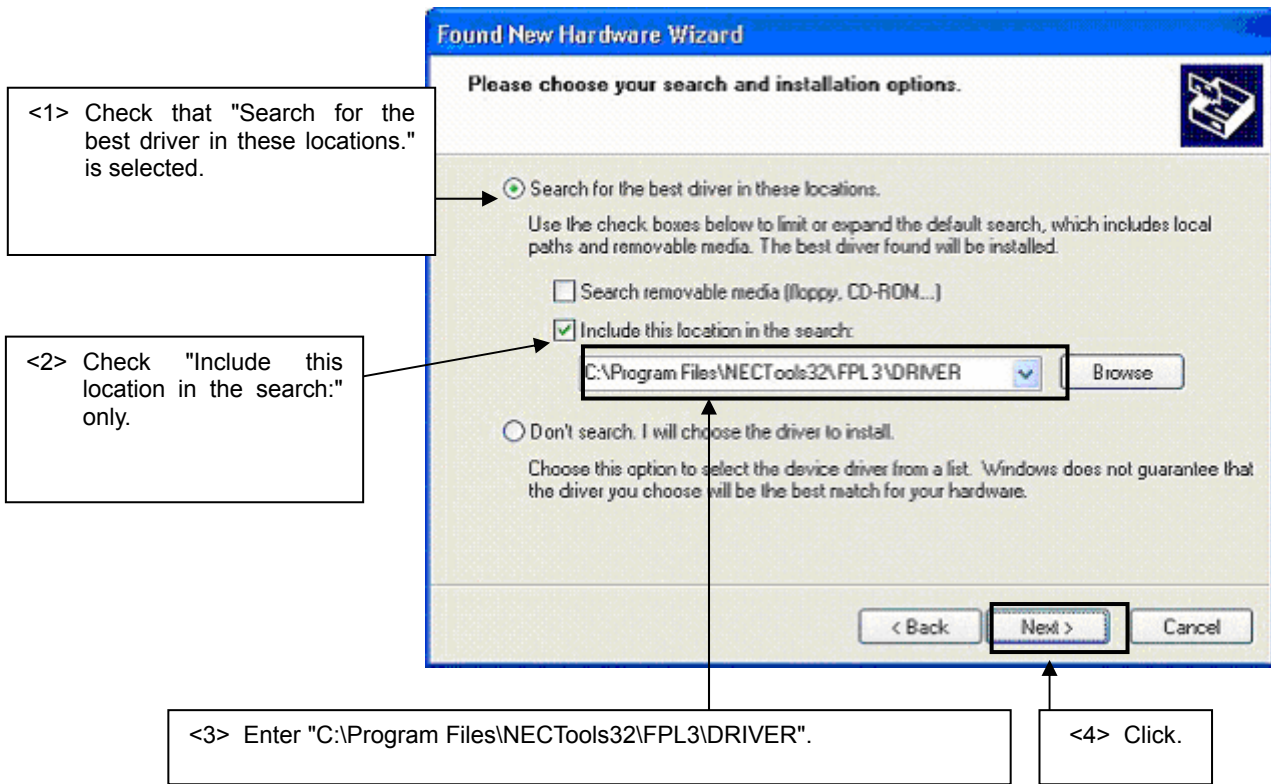 Found New Hardware Wizard
Please choose your search and installation options.
<1> Check that "Search for the
best driver in these locations."
is selected.
Search for the best driver in these locations.
Use the check boxes below to limit or expand the default search, which includes local
paths and removable media. The best driver found will be installed.
Search removable media (floppy, CD-ROM...)
<2> Check "Include this
location in the search:"
only.
Include this location in the search:
C:\Program Files\NECTools32\FPL3\DRIVER
Browse
Don't search. I will choose the driver to install.
Choose this option to select the device driver from a list. Windows does not guarantee that
the driver you choose will be the best match for your hardware.
< Back
Next >
Cancel
<3> Enter "C:\Program Files\NECTools32\FPL3\DRIVER".
<4> Click.